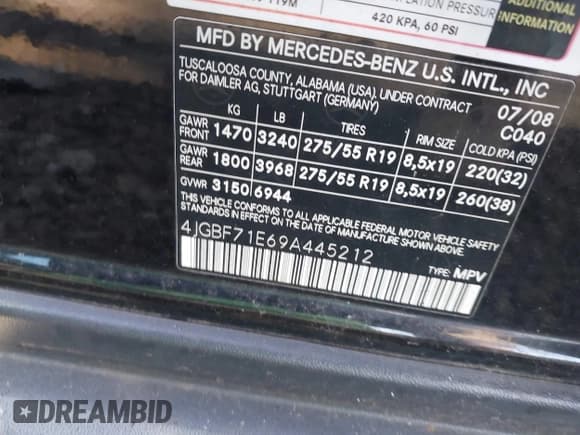 119M
INFLATION PRESSURE
420 KPA, 60 PSI
ADDITIONAL
INFORMATION
MFD BY MERCEDES-BENZ U.S. INTL., INC
TUSCALOOSA COUNTY, ALABAMA (USA). UNDER CONTRACT
FOR DAIMLER AG, STUTTGART (GERMANY)
07/08
C040
KG LB TIRES RIM SIZE COLD KPA (PSI)
GAWR FRONT 1470 3240 275/55 R19 8,5x19 220(32)
GAWR REAR 1800 3968 275/55 R19 8,5x19 260(38)
GVWR 3150 6944
THIS VEHICLE CONFORMS TO ALL APPLICABLE FEDERAL MOTOR VEHICLE SAFETY
STANDARDS IN EFFECT ON THE DATE OF MANUFACTURE SHOWN ABOVE
4JGBF71E69A445212
TYPE: MPV
DREAMBID